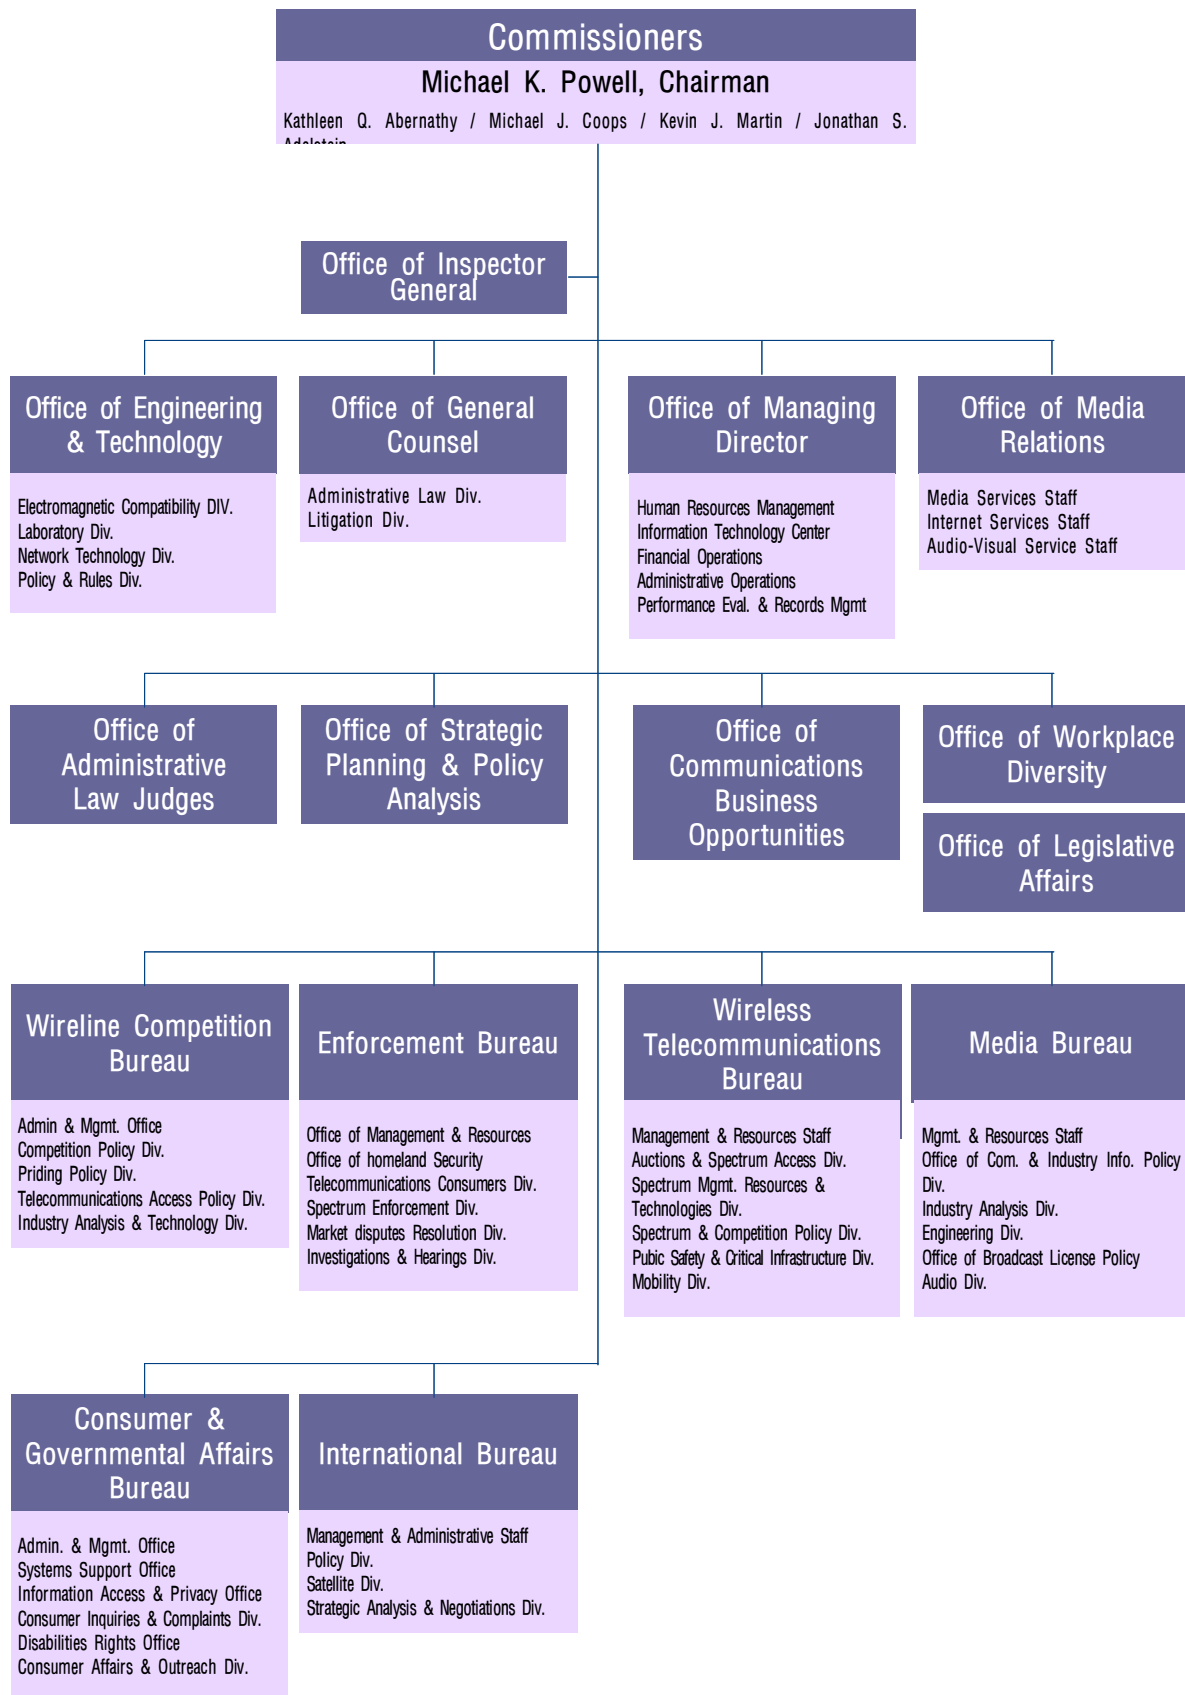 Commissioners
Michael K. Powell, Chairman
Kathleen Q. Abernathy / Michael J. Coops / Kevin J. Martin / Jonathan S.
Adelstein
Office of Inspector
General
Office of Engineering
& Technology
Electromagnetic Compatibility DIV.
Laboratory Div.
Network Technology Div.
Policy & Rules Div.
Office of General
Counsel
Administrative Law Div.
Litigation Div.
Office of Managing
Director
Human Resources Management
Information Technology Center
Financial Operations
Administrative Operations
Performance Eval. & Records Mgmt
Office of Media
Relations
Media Services Staff
Internet Services Staff
Audio-Visual Service Staff
Office of
Administrative
Law Judges
Office of Strategic
Planning & Policy
Analysis
Office of
Communications
Business
Opportunities
Office of Workplace
Diversity
Office of Legislative
Affairs
Wireline Competition
Bureau
Admin & Mgmt. Office
Competition Policy Div.
Priding Policy Div.
Telecommunications Access Policy Div.
Industry Analysis & Technology Div.
Enforcement Bureau
Office of Management & Resources
Office of homeland Security
Telecommunications Consumers Div.
Spectrum Enforcement Div.
Market disputes Resolution Div.
Investigations & Hearings Div.
Wireless
Telecommunications
Bureau
Management & Resources Staff
Auctions & Spectrum Access Div.
Spectrum Mgmt. Resources &
Technologies Div.
Spectrum & Competition Policy Div.
Pubic Safety & Critical Infrastructure Div.
Mobility Div.
Media Bureau
Mgmt. & Resources Staff
Office of Com. & Industry Info. Policy
Div.
Industry Analysis Div.
Engineering Div.
Office of Broadcast License Policy
Audio Div.
Consumer &
Governmental Affairs
Bureau
Admin. & Mgmt. Office
Systems Support Office
Information Access & Privacy Office
Consumer Inquiries & Complaints Div.
Disabilities Rights Office
Consumer Affairs & Outreach Div.
International Bureau
Management & Administrative Staff
Policy Div.
Satellite Div.
Strategic Analysis & Negotiations Div.